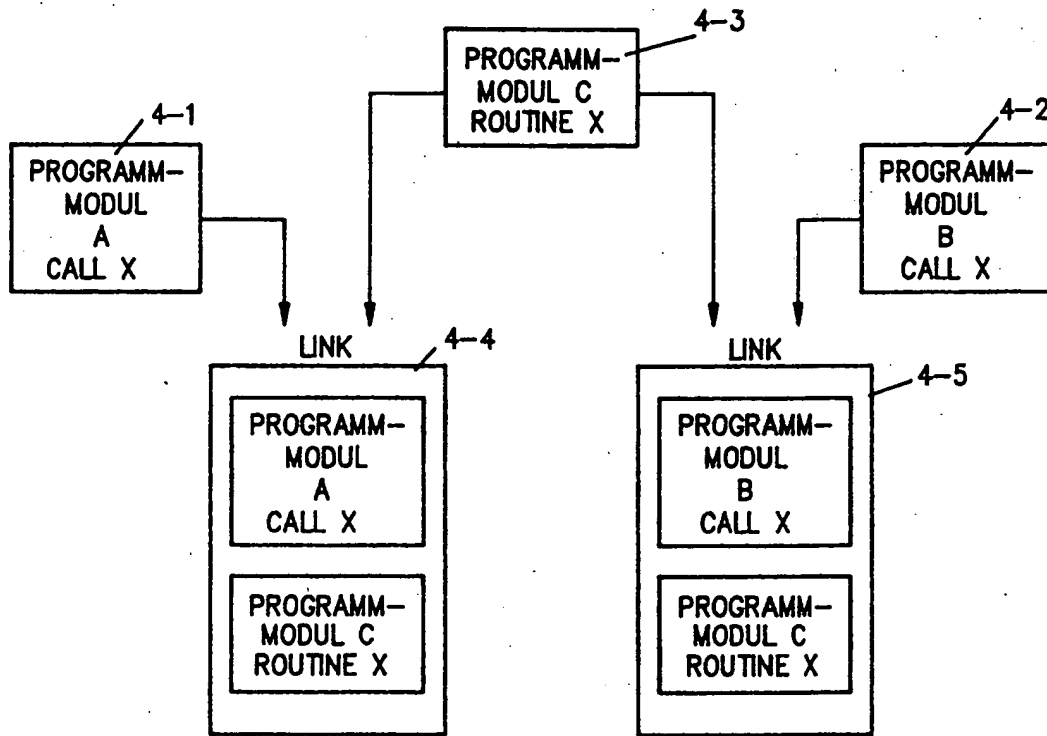 4-3
PROGRAMM-
MODUL C
ROUTINE X
4-1
PROGRAMM-
MODUL
A
CALL X
4-2
PROGRAMM-
MODUL
B
CALL X
LINK
4-4
PROGRAMM-
MODUL
A
CALL X
PROGRAMM-
MODUL C
ROUTINE X
LINK
4-5
PROGRAMM-
MODUL
B
CALL X
PROGRAMM-
MODUL C
ROUTINE X